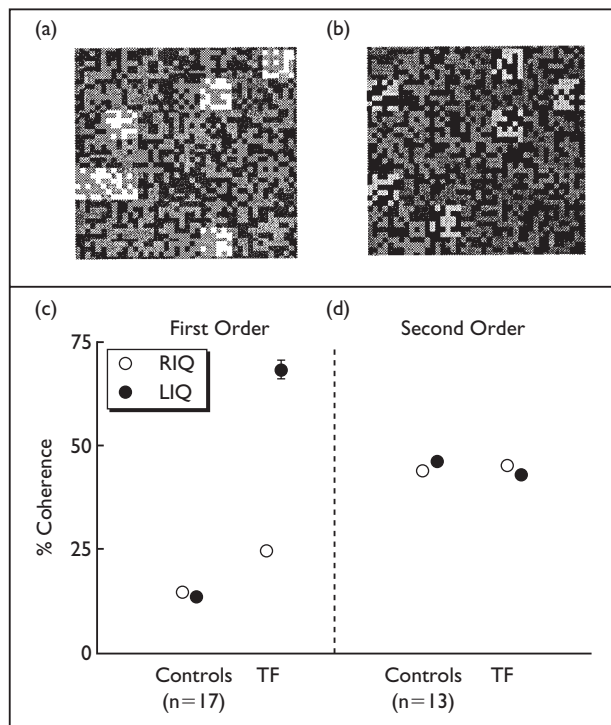 (a)
(b)
(c)
(d)
First Order
Second Order
75
50
25
0
% Coherence
RIQ
LIQ
Controls
(n=17)
TF
Controls
(n=13)
TF